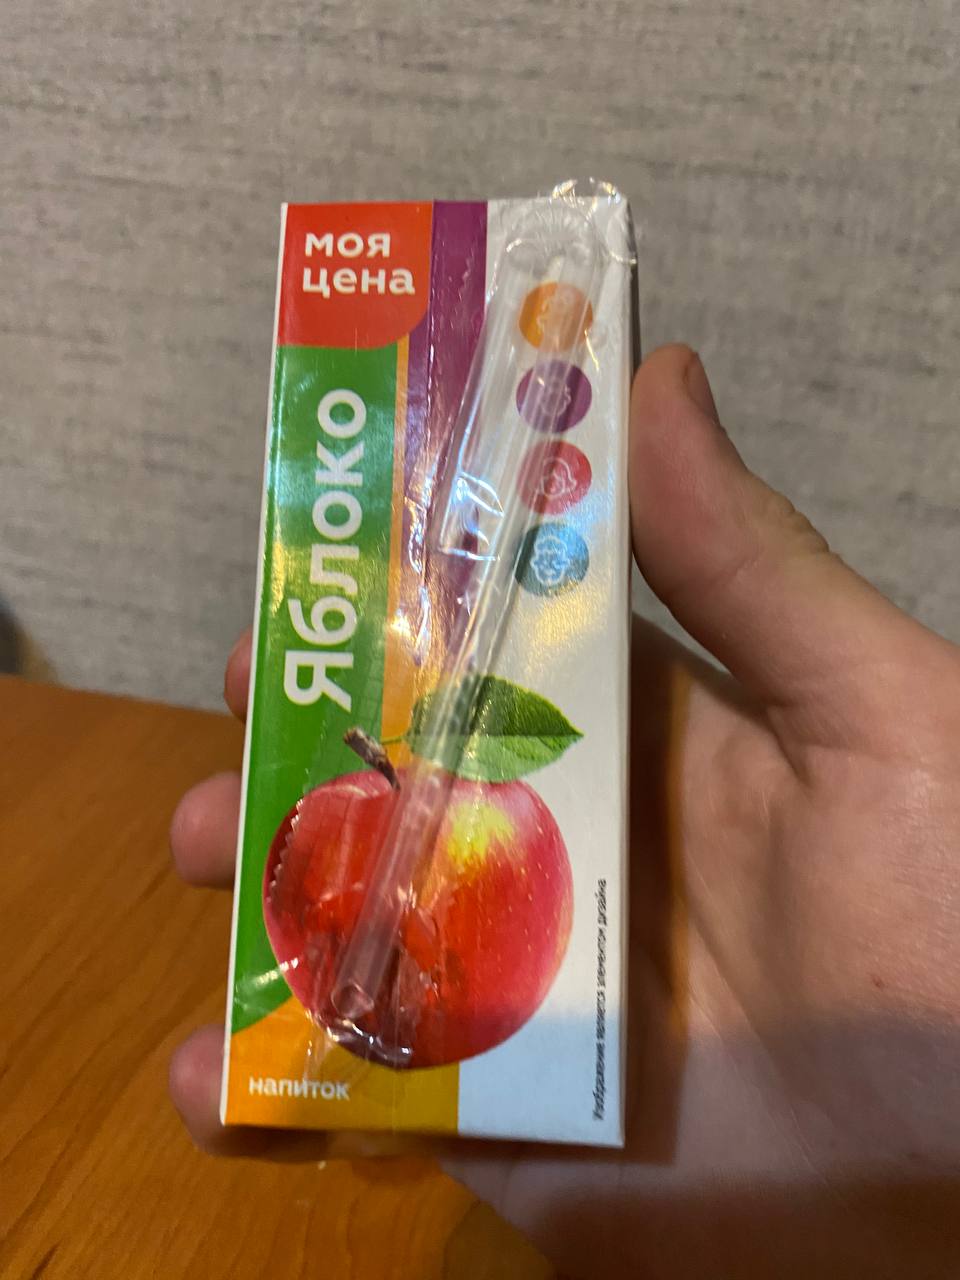 моя
цена
Яблоко
напиток
Изображение является элементом дизайна